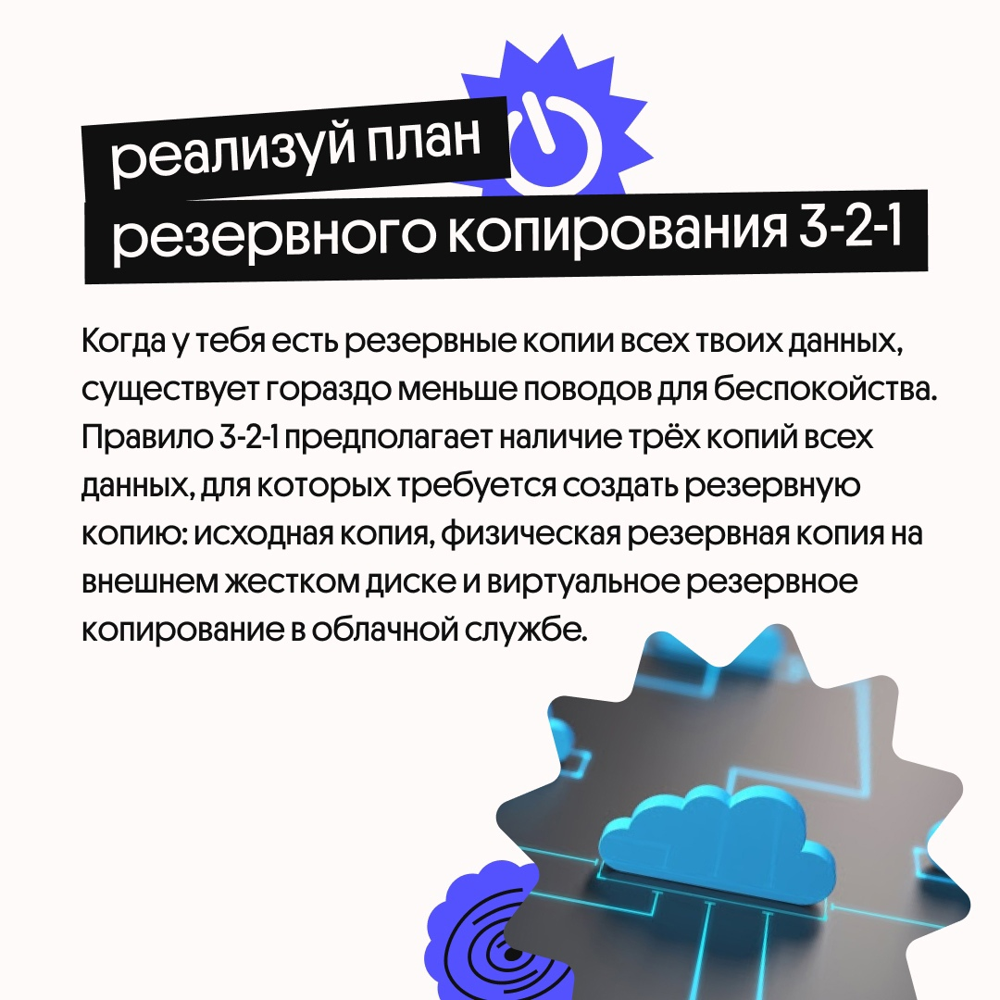 реализуй план
резервного копирования 3-2-1
Когда у тебя есть резервные копии всех твоих данных,
существует гораздо меньше поводов для беспокойства.
Правило 3-2-1 предполагает наличие трёх копий всех
данных, для которых требуется создать резервную
копию: исходная копия, физическая резервная копия на
внешнем жестком диске и виртуальное резервное
копирование в облачной службе.